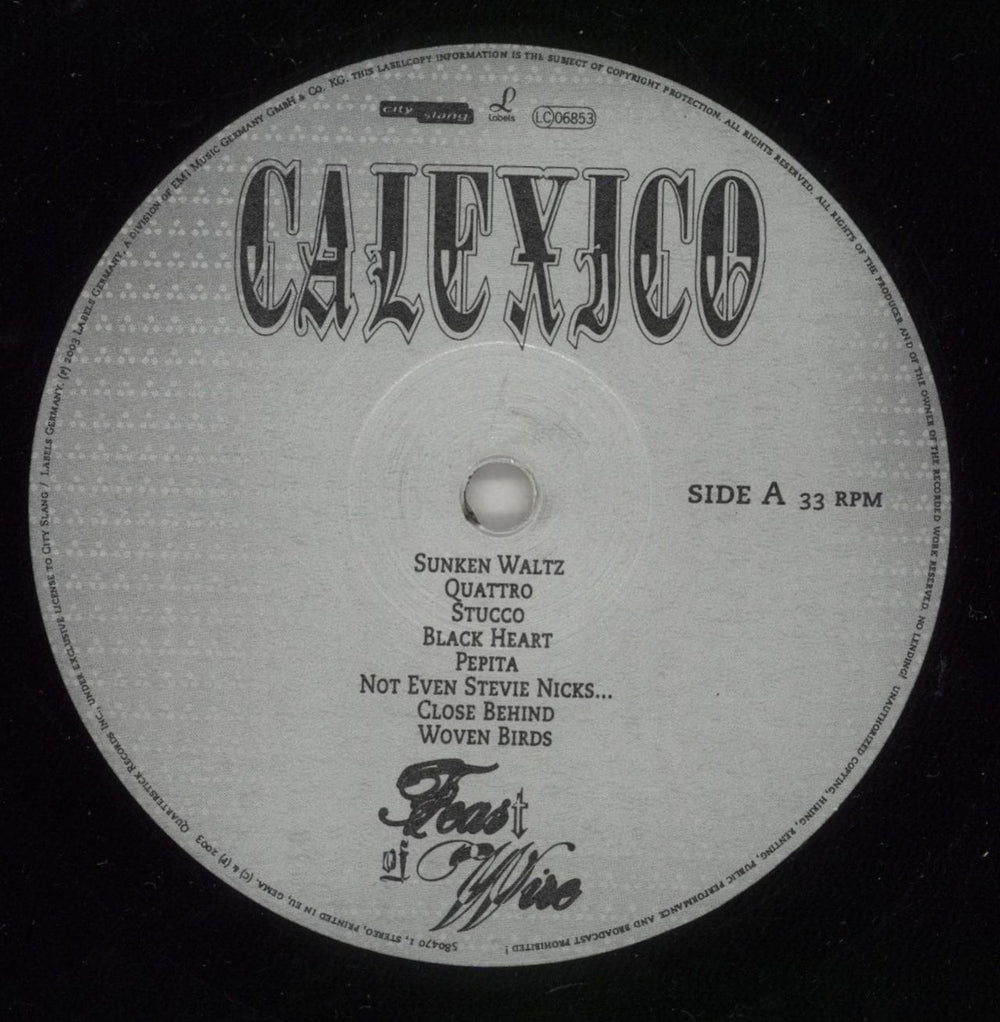 city slang
Labels
LC 06853
CALEXICO
SIDE A 33 RPM
SUNKEN WALTZ
QUATTRO
STUCCO
BLACK HEART
PEPITA
NOT EVEN STEVIE NICKS...
CLOSE BEHIND
WOVEN BIRDS
Feast
of
Wire
580470 1, STEREO, PRINTED IN EU, GEMA, (C) & (P) 2003 QUARTERSTICK RECORDS INC., UNDER EXCLUSIVE LICENSE TO CITY SLANG / LABELS GERMANY. (P) 2003 LABELS GERMANY, A DIVISION OF EMI MUSIC GERMANY GMBH & CO. KG. THIS LABELCOPY INFORMATION IS THE SUBJECT OF COPYRIGHT PROTECTION. ALL RIGHTS RESERVED. ALL RIGHTS OF THE PRODUCER AND OF THE OWNER OF THE RECORDED WORK RESERVED. NO LENDING! UNAUTHORIZED COPYING, HIRING, RENTING, PUBLIC PERFORMANCE AND BROADCAST PROHIBITED !